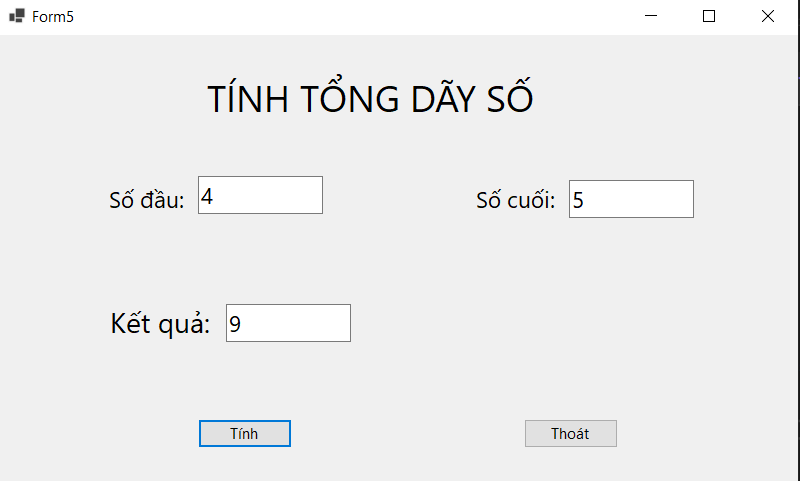 Form5
TÍNH TỔNG DÃY SỐ
Số đầu: 4
Số cuối: 5
Kết quả: 9
Tính
Thoát